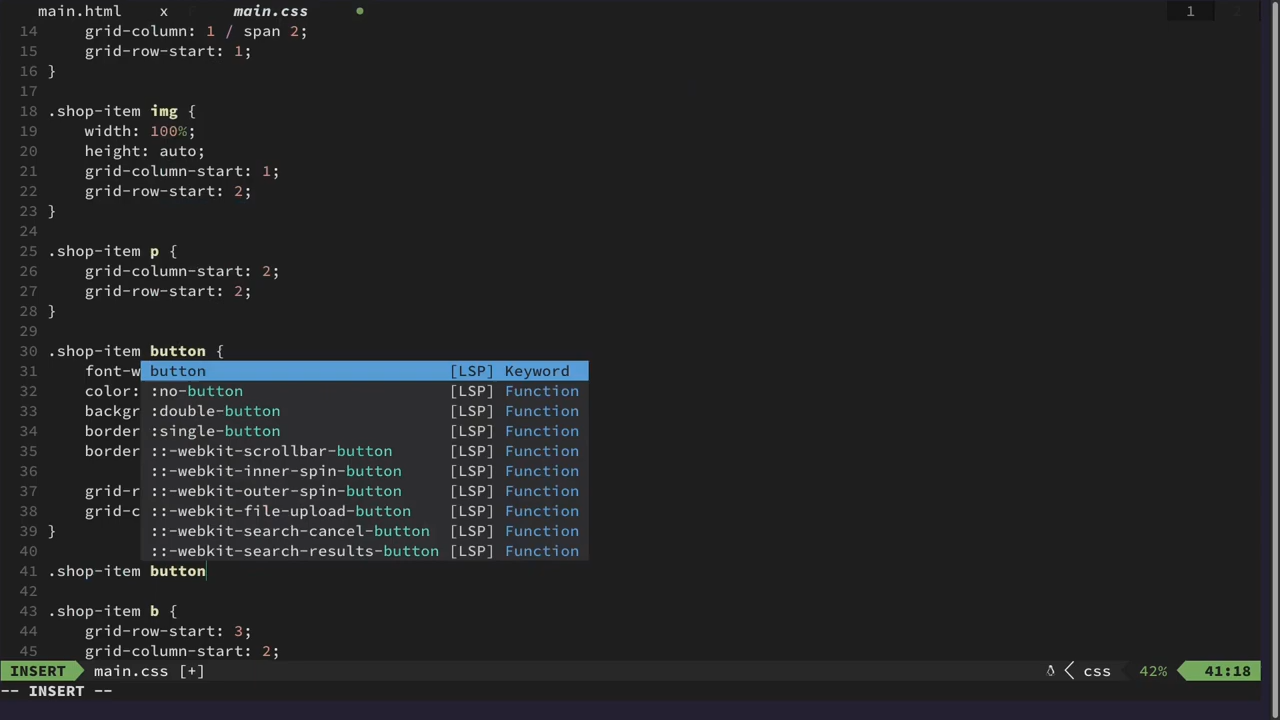 main.html x main.css 1
14 grid-column: 1 / span 2;
15 grid-row-start: 1;
16 }
17
18 .shop-item img {
19 width: 100%;
20 height: auto;
21 grid-column-start: 1;
22 grid-row-start: 2;
23 }
24
25 .shop-item p {
26 grid-column-start: 2;
27 grid-row-start: 2;
28 }
29
30 .shop-item button {
31 font-w button [LSP] Keyword
32 color: :no-button [LSP] Function
33 backgr :double-button [LSP] Function
34 border :single-button [LSP] Function
35 border ::-webkit-scrollbar-button [LSP] Function
36 ::-webkit-inner-spin-button [LSP] Function
37 grid-r ::-webkit-outer-spin-button [LSP] Function
38 grid-c ::-webkit-file-upload-button [LSP] Function
39 } ::-webkit-search-cancel-button [LSP] Function
40 ::-webkit-search-results-button [LSP] Function
41 .shop-item button
42
43 .shop-item b {
44 grid-row-start: 3;
45 grid-column-start: 2;
INSERT main.css [+] css 42% 41:18
-- INSERT --